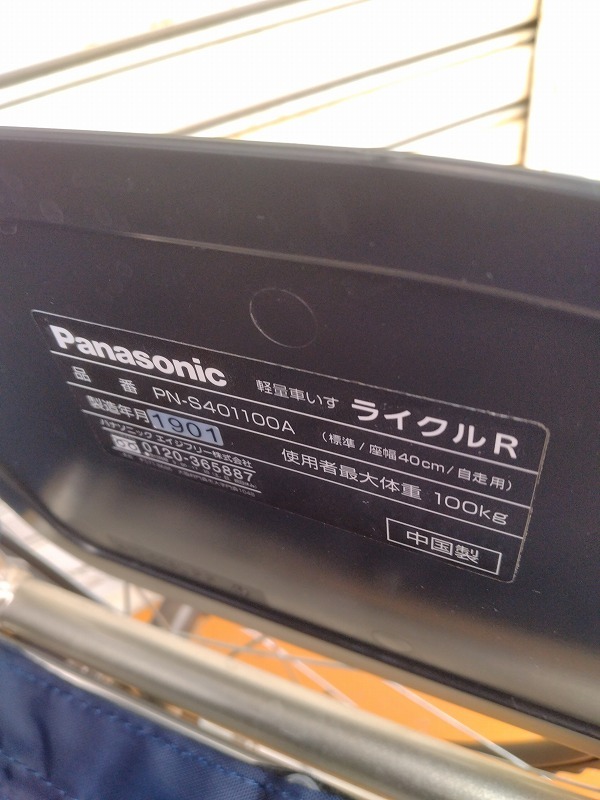 Panasonic 軽量車いす ライクルR
品 番 PN-S401100A (標準/座幅40cm/自走用)
製造年月 1901 使用者最大体重 100kg
パナソニック エイジフリー株式会社
0120-365887
中国製